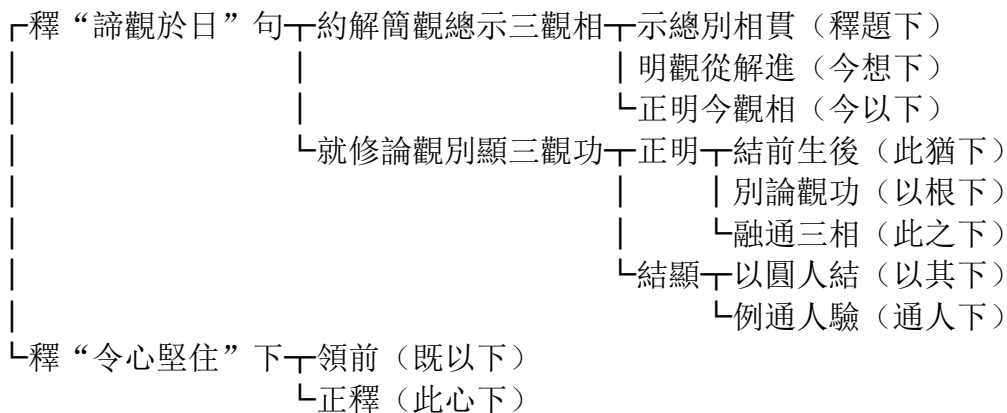 ┌釋“諦觀於日”句┬約解簡觀總示三觀相┬示總別相貫（釋題下）
│ │ │明觀從解進（今想下）
│ │ └正明今觀相（今以下）
│ └就修論觀別顯三觀功┬正明┬結前生後（此猶下）
│ │ │別論觀功（以根下）
│ │ └融通三相（此之下）
│ └結顯┬以圓人結（以其下）
│ └例通人驗（通人下）
└釋“令心堅住”下┬領前（既以下）
└正釋（此心下）